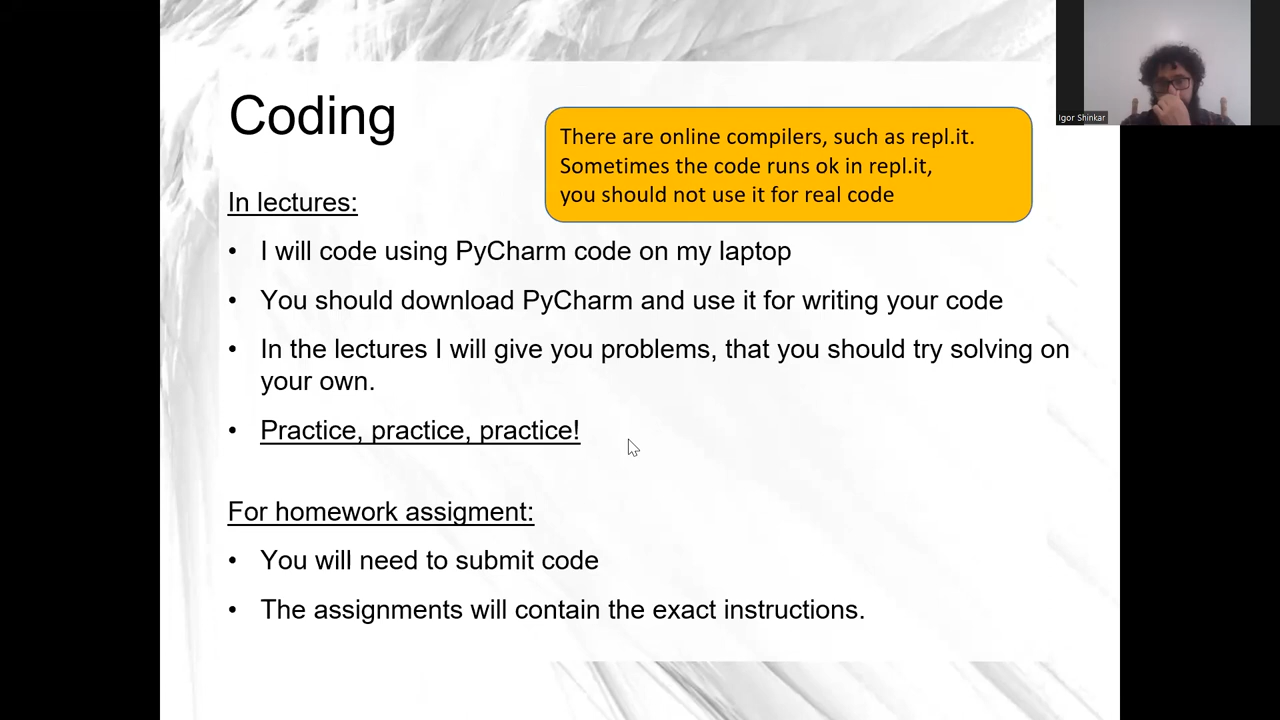 Coding
There are online compilers, such as repl.it.
Sometimes the code runs ok in repl.it,
you should not use it for real code
Igor Shinkar
In lectures:
• I will code using PyCharm code on my laptop
• You should download PyCharm and use it for writing your code
• In the lectures I will give you problems, that you should try solving on
your own.
• Practice, practice, practice!
For homework assigment:
• You will need to submit code
• The assignments will contain the exact instructions.